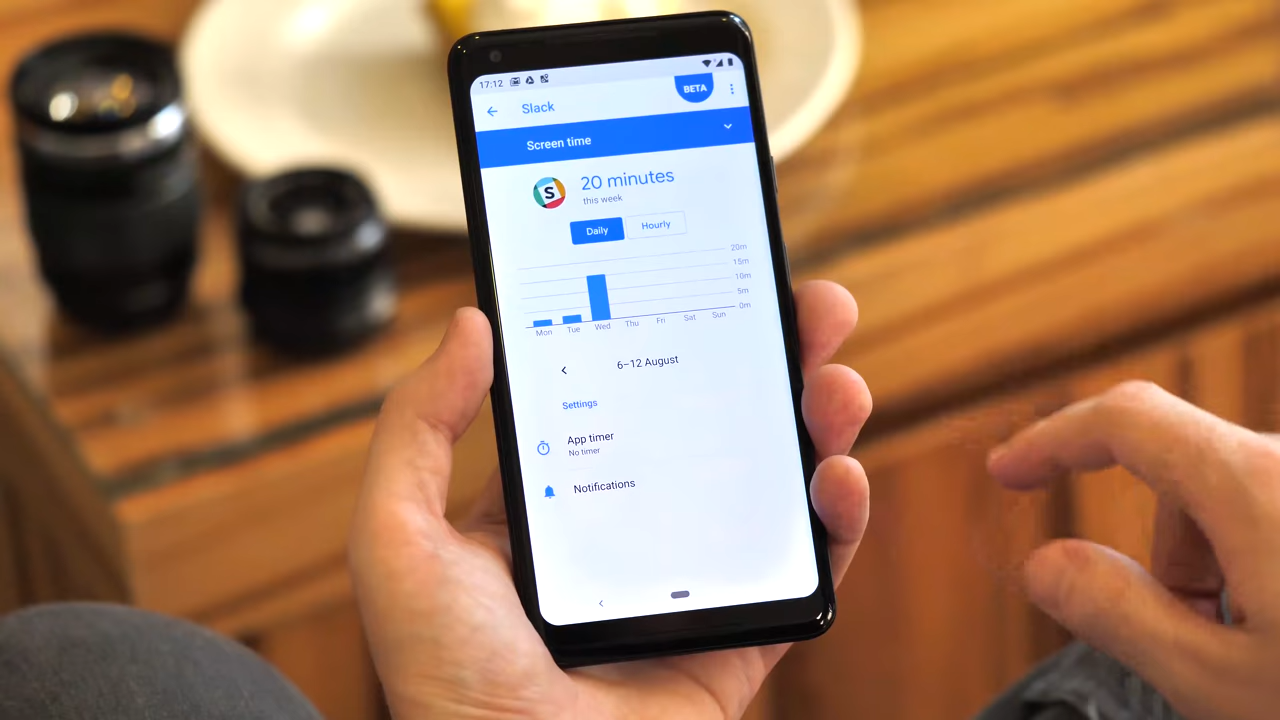 17:12
Slack
BETA
Screen time
S
20 minutes
this week
Daily
Hourly
20m
15m
10m
5m
0m
Mon Tue Wed Thu Fri Sat Sun
6–12 August
Settings
App timer
No timer
Notifications